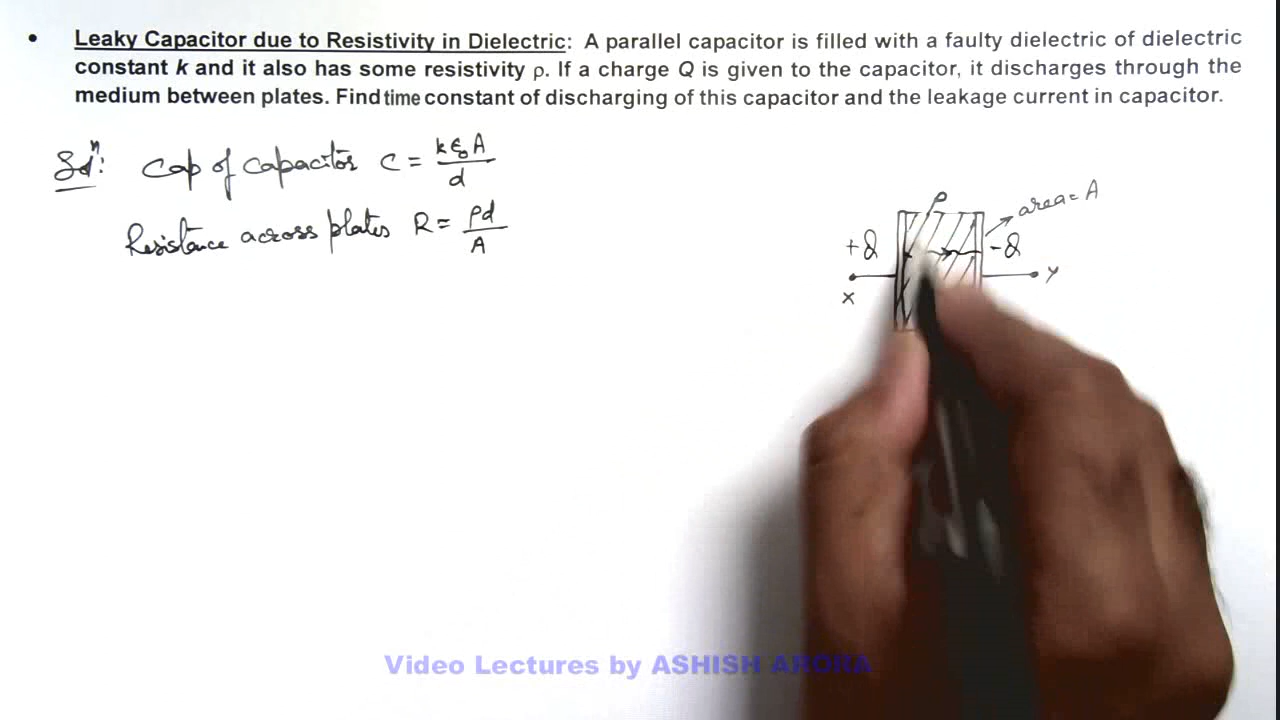 • Leaky Capacitor due to Resistivity in Dielectric: A parallel capacitor is filled with a faulty dielectric of dielectric
constant k and it also has some resistivity ρ. If a charge Q is given to the capacitor, it discharges through the
medium between plates. Find time constant of discharging of this capacitor and the leakage current in capacitor.
Solⁿ: Cap of capacitor C = kε₀A/d
Resistance across plates R = ρd/A
ρ
area = A
+Q
-Q
x
y
Video Lectures by ASHISH ARORA